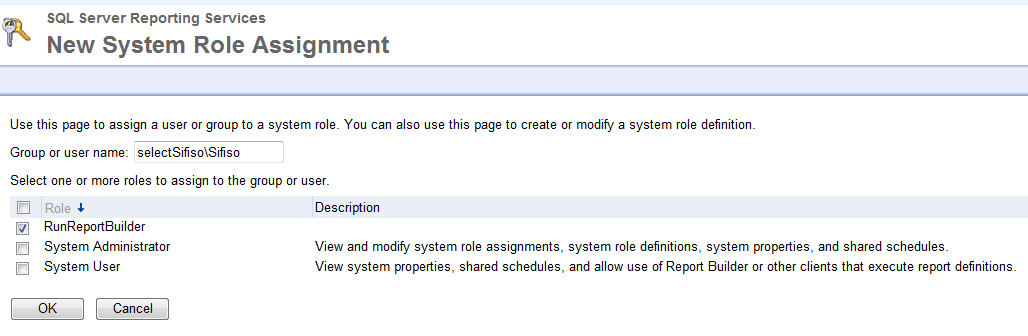 SQL Server Reporting Services
New System Role Assignment
Use this page to assign a user or group to a system role. You can also use this page to create or modify a system role definition.
Group or user name: selectSifiso\Sifiso
Select one or more roles to assign to the group or user.
Role Description
RunReportBuilder
System Administrator View and modify system role assignments, system role definitions, system properties, and shared schedules.
System User View system properties, shared schedules, and allow use of Report Builder or other clients that execute report definitions.
OK Cancel